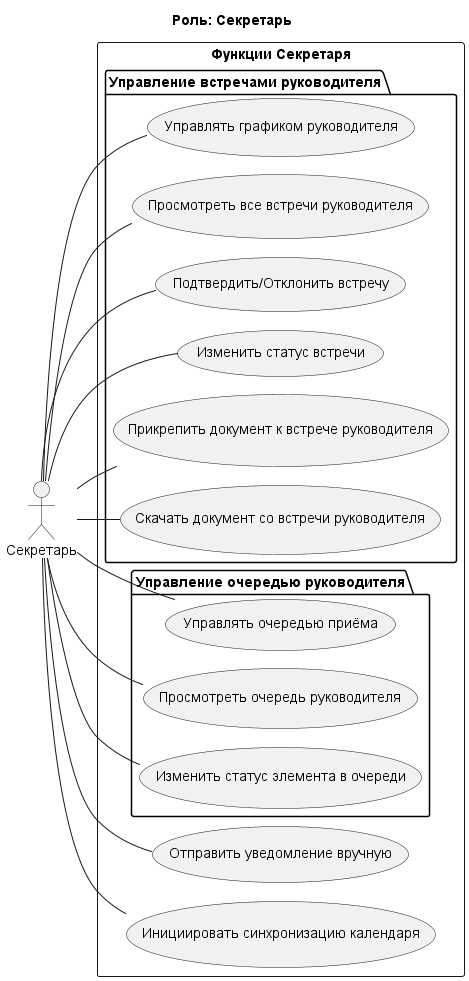 Роль: Секретарь
Функции Секретаря
Управление встречами руководителя
Управлять графиком руководителя
Просмотреть все встречи руководителя
Подтвердить/Отклонить встречу
Изменить статус встречи
Прикрепить документ к встрече руководителя
Скачать документ со встречи руководителя
Секретарь
Управление очередью руководителя
Управлять очередью приёма
Просмотреть очередь руководителя
Изменить статус элемента в очереди
Отправить уведомление вручную
Инициировать синхронизацию календаря